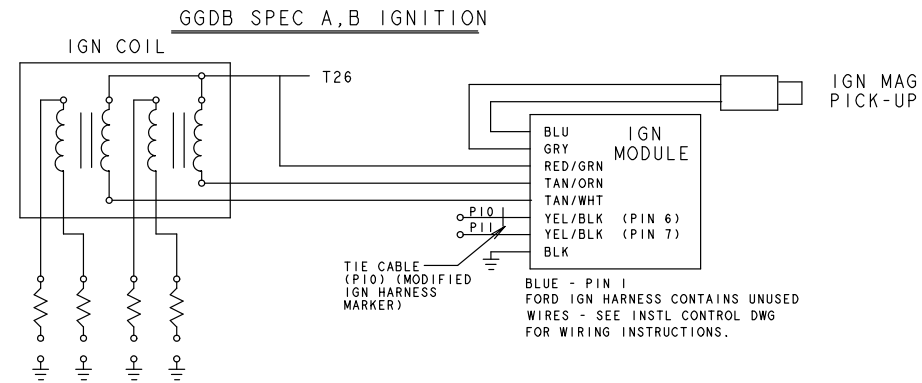 GGDB SPEC A,B IGNITION
IGN COIL
T26
IGN MAG
PICK-UP
IGN
MODULE
BLU
GRY
RED/GRN
TAN/ORN
TAN/WHT
P10
YEL/BLK (PIN 6)
P11
YEL/BLK (PIN 7)
BLK
TIE CABLE
(P10) (MODIFIED
IGN HARNESS
MARKER)
BLUE - PIN 1
FORD IGN HARNESS CONTAINS UNUSED
WIRES - SEE INSTL CONTROL DWG
FOR WIRING INSTRUCTIONS.